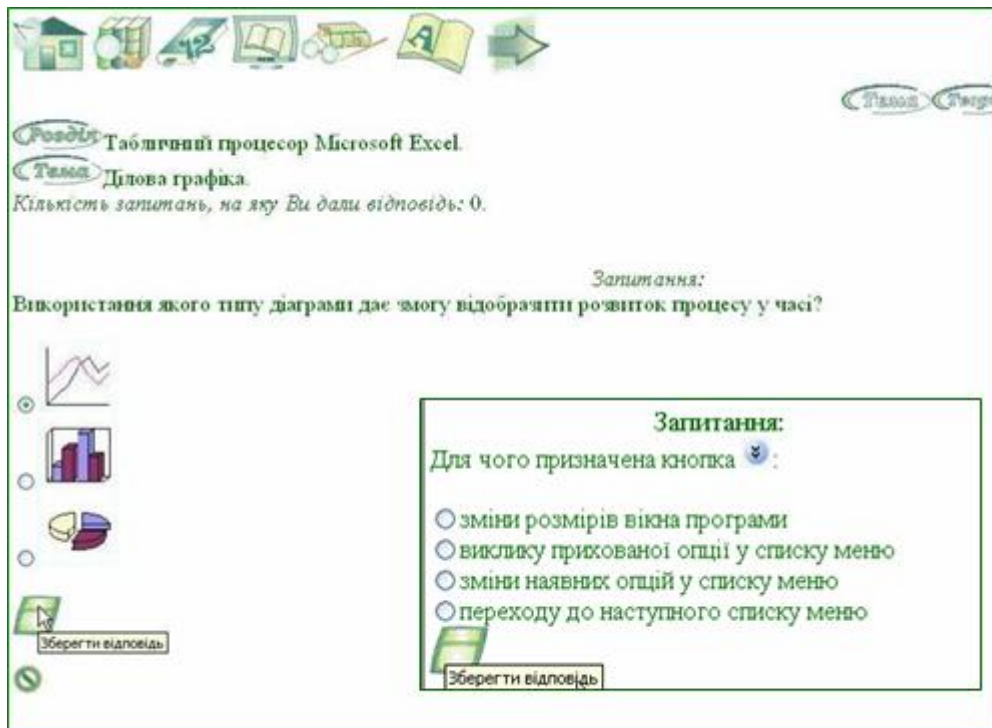 Тема
Розділ Табличний процесор Microsoft Excel.
Тема Ділова графіка.
Кількість запитань, на яку Ви дали відповідь: 0.
Запитання:
Використання якого типу діаграми дає змогу відобразити розвиток процесу у часі?
Зберегти відповідь
Запитання:
Для чого призначена кнопка :
зміни розмірів вікна програми
виклику прихованої опції у списку меню
зміни наявних опцій у списку меню
переходу до наступного списку меню
Зберегти відповідь